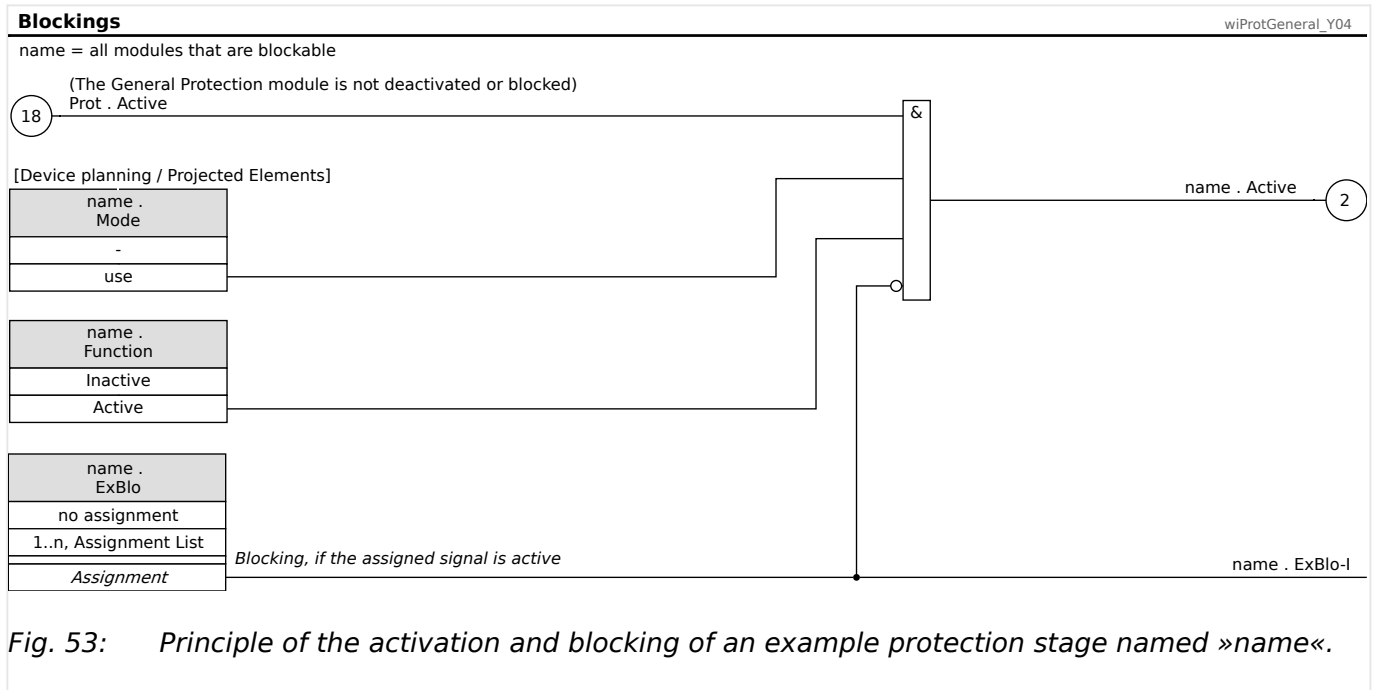 Blockings
wiProtGeneral_Y04
name = all modules that are blockable
(The General Protection module is not deactivated or blocked)
Prot . Active
18
&
[Device planning / Projected Elements]
name .
Mode
-
use
name . Active
2
name .
Function
Inactive
Active
name .
ExBlo
no assignment
1..n, Assignment List
Assignment
Blocking, if the assigned signal is active
name . ExBlo-I
Fig. 53: Principle of the activation and blocking of an example protection stage named »name«.